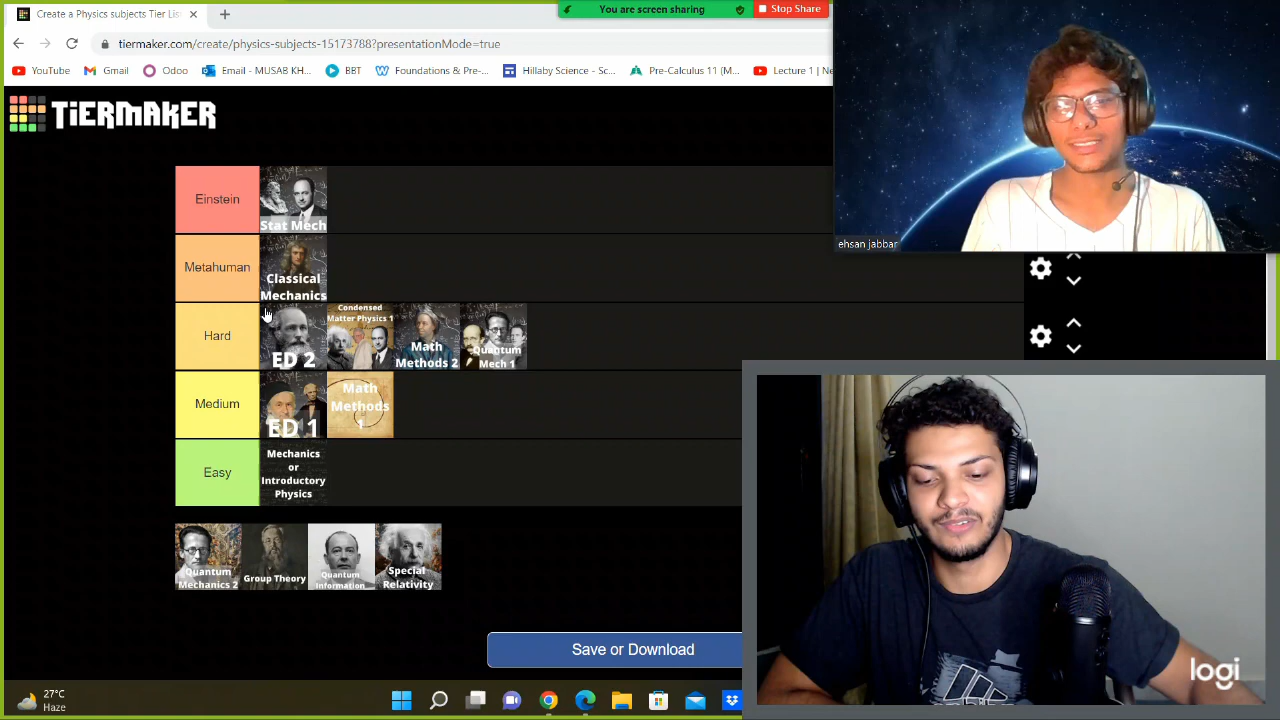 Create a Physics subjects Tier Lis
You are screen sharing
Stop Share
tiermaker.com/create/physics-subjects-15173788?presentationMode=true
YouTube
Gmail
Odoo
Email - MUSAB KH...
BBT
Foundations & Pre-...
Hillaby Science - Sc...
Pre-Calculus 11 (M...
Lecture 1 | Ne
TiERMAKER
ehsan jabbar
Einstein
Stat Mech
Metahuman
Classical
Mechanics
Hard
ED 2
Condensed
Matter Physics 1
Math
Methods 2
Quantum
Mech 1
Medium
ED 1
Math
Methods
1
Easy
Mechanics
or
Introductory
Physics
Quantum
Mechanics 2
Group Theory
Quantum
Information
Special
Relativity
Save or Download
logi
27°C
Haze